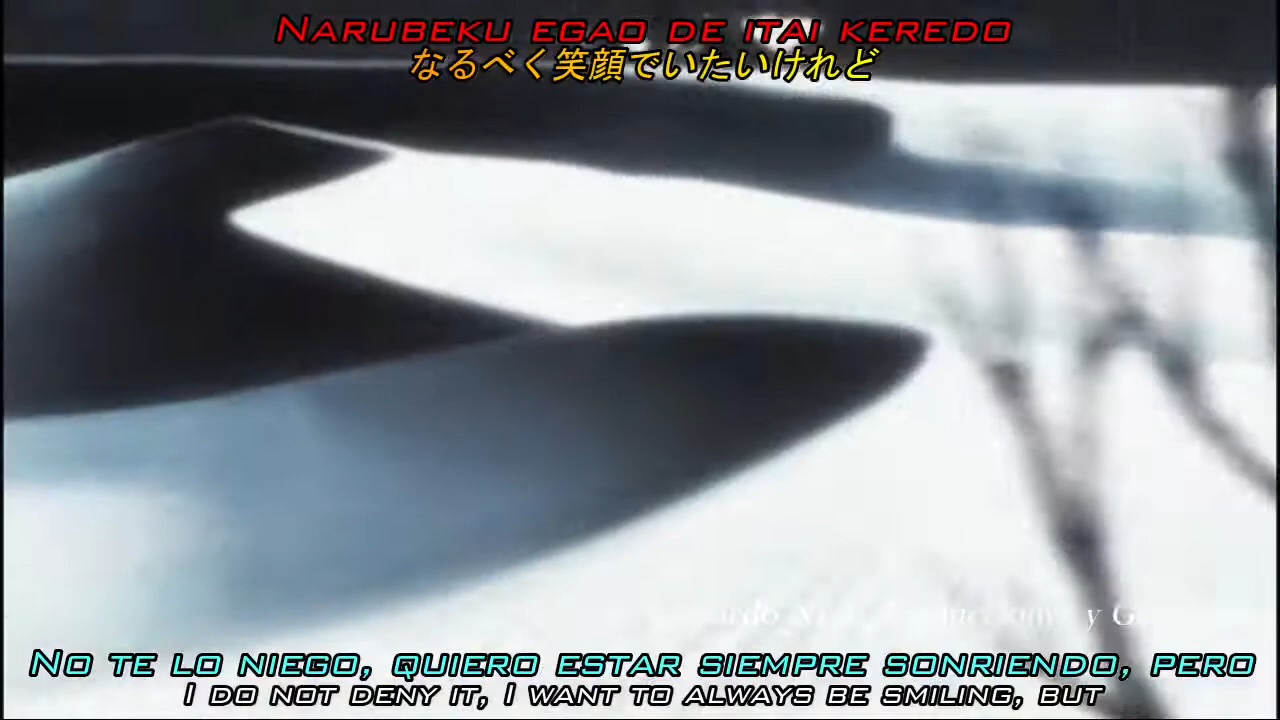 Narubeku egao de itai keredo
なるべく笑顔でいたいけれど
No te lo niego, quiero estar siempre sonriendo, pero
I do not deny it, I want to always be smiling, but